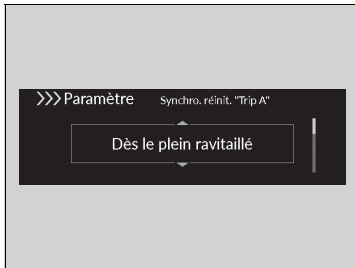 >>> Paramètre Synchro. réinit. "Trip A"
Dès le plein ravitaillé